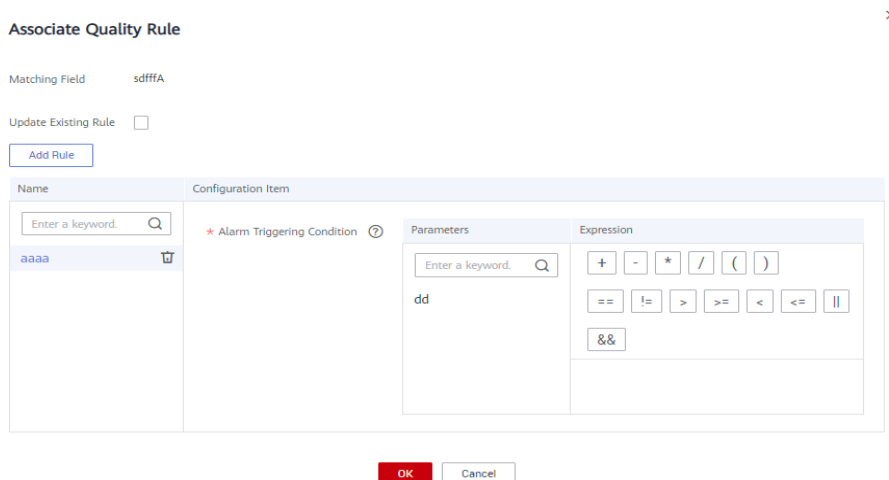 Associate Quality Rule
Matching Field sdfffA
Update Existing Rule
Add Rule
Name Configuration Item
Enter a keyword.
aaaa
* Alarm Triggering Condition ?
Parameters
Enter a keyword.
dd
Expression
+ - * / ( )
== != > >= < <= ||
&&
OK Cancel